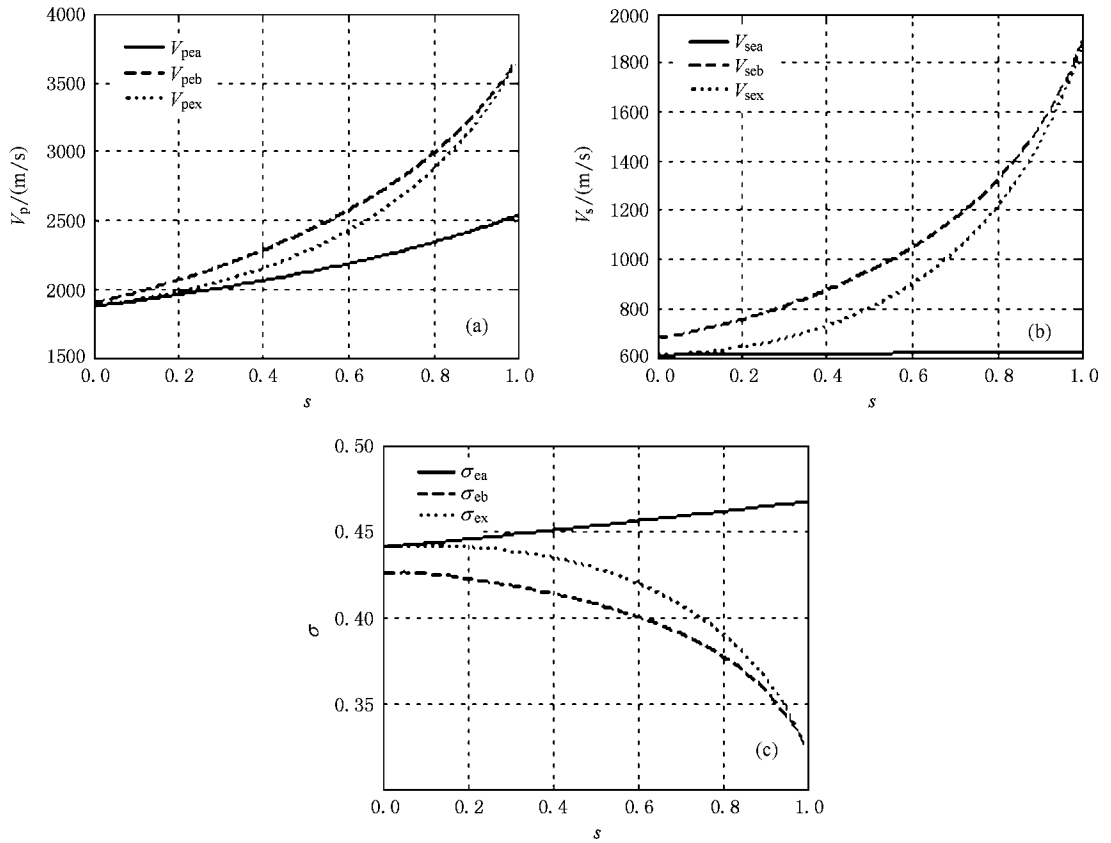 4000
3500
3000
2500
2000
1500
V_p/(m/s)
V_pea
V_peb
V_pex
(a)
0.0 0.2 0.4 0.6 0.8 1.0
s
2000
1800
1600
1400
1200
1000
800
600
V_s/(m/s)
V_sea
V_seb
V_sex
(b)
0.0 0.2 0.4 0.6 0.8 1.0
s
0.50
0.45
0.40
0.35
σ
σ_ea
σ_eb
σ_ex
(c)
0.0 0.2 0.4 0.6 0.8 1.0
s